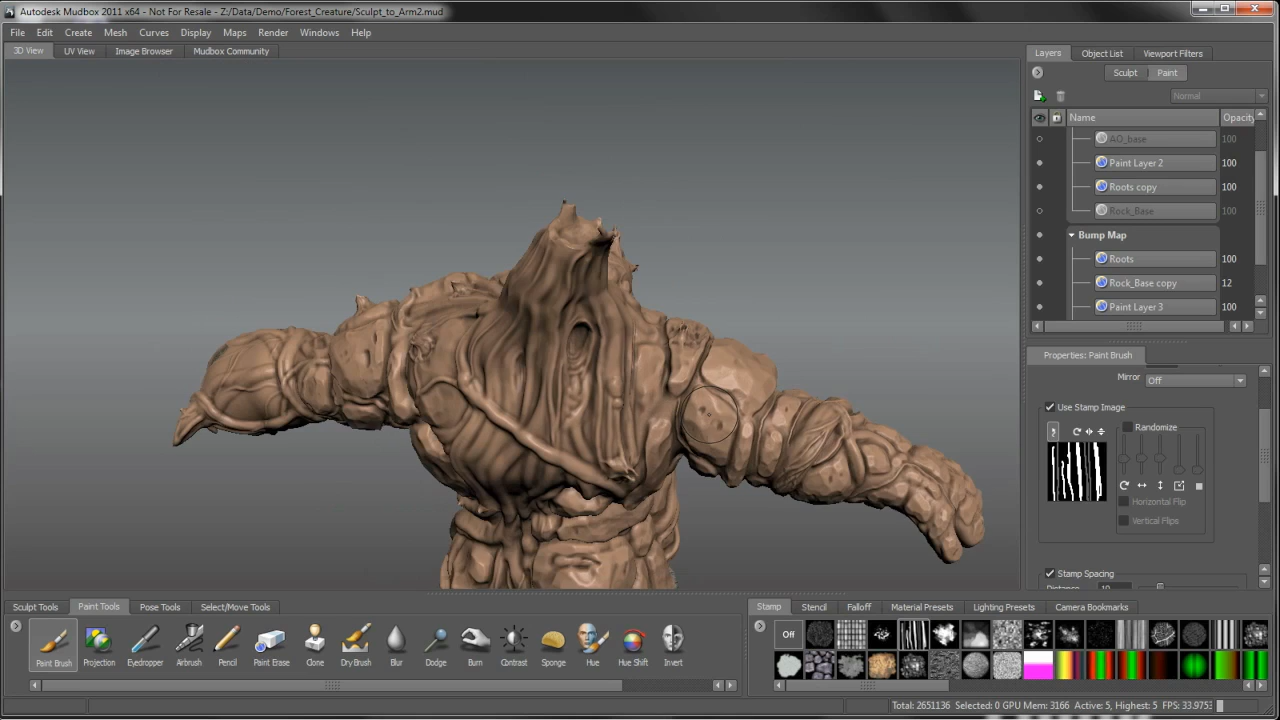 Autodesk Mudbox 2011 x64 - Not For Resale - Z:/Data/Demo/Forest_Creature/Sculpt_to_Arm2.mud
File Edit Create Mesh Curves Display Maps Render Windows Help
3D View UV View Image Browser Mudbox Community
Layers Object List Viewport Filters
Sculpt Paint
Normal
Name Opacity
AO_base 100
Paint Layer 2 100
Roots copy 100
Rock_Base 100
Bump Map
Roots 100
Rock_Base copy 12
Paint Layer 3 100
Properties: Paint Brush
Mirror Off
Use Stamp Image
Randomize
Horizontal Flip
Vertical Flips
Stamp Spacing
Distance 10
Sculpt Tools Paint Tools Pose Tools Select/Move Tools
Paint Brush Projection Eyedropper Airbrush Pencil Paint Erase Clone Dry Brush Blur Dodge Burn Contrast Sponge Hue Hue Shift Invert
Stamp Stencil Falloff Material Presets Lighting Presets Camera Bookmarks
Off
Total: 2651136 Selected: 0 GPU Mem: 3166 Active: 5, Highest: 5 FPS: 33.9753